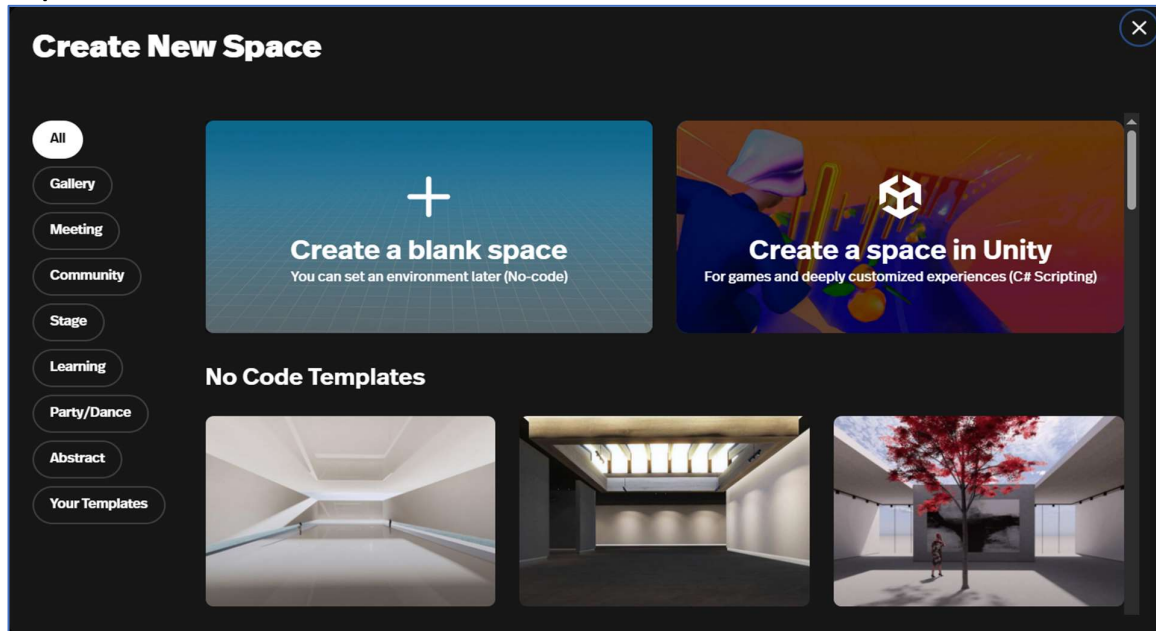 Create New Space
All
Gallery
Meeting
Community
Stage
Learning
Party/Dance
Abstract
Your Templates
Create a blank space
You can set an environment later (No-code)
Create a space in Unity
For games and deeply customized experiences (C# Scripting)
No Code Templates